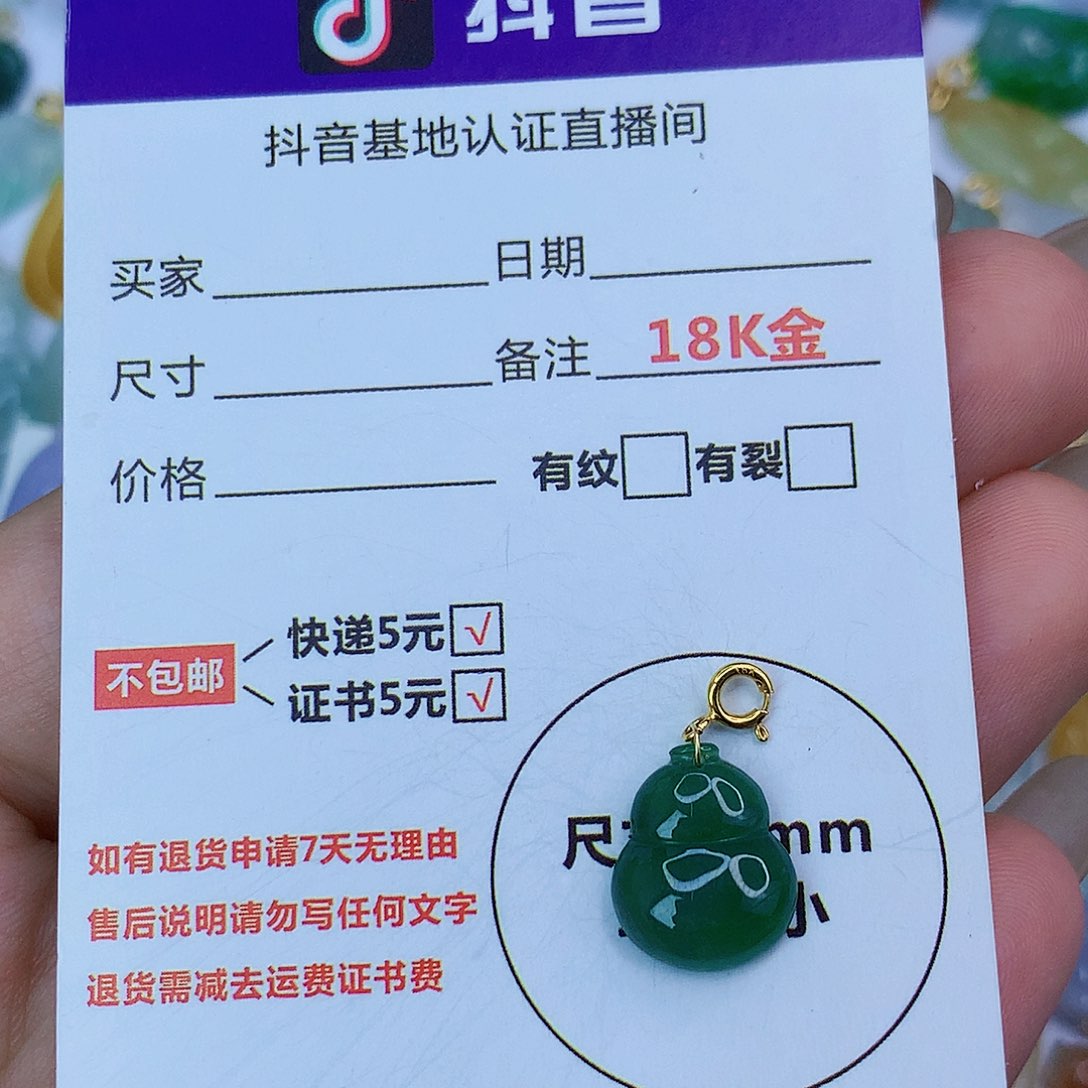 抖音
抖音基地认证直播间
买家 日期
尺寸 备注 18K金
价格 有纹 有裂
不包邮
快递5元 √
证书5元 √
如有退货申请7天无理由
售后说明请勿写任何文字
退货需减去运费证书费
尺 mm
小